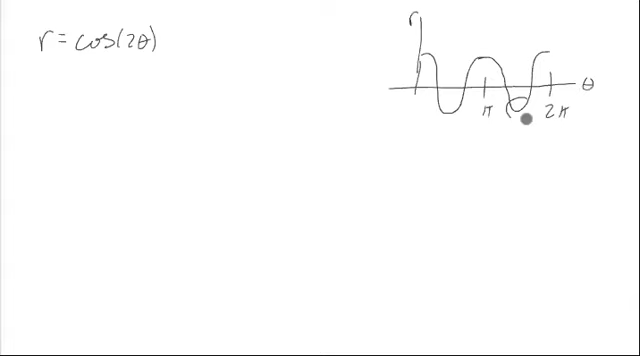 r = cos(2θ)
r
θ
π
2π